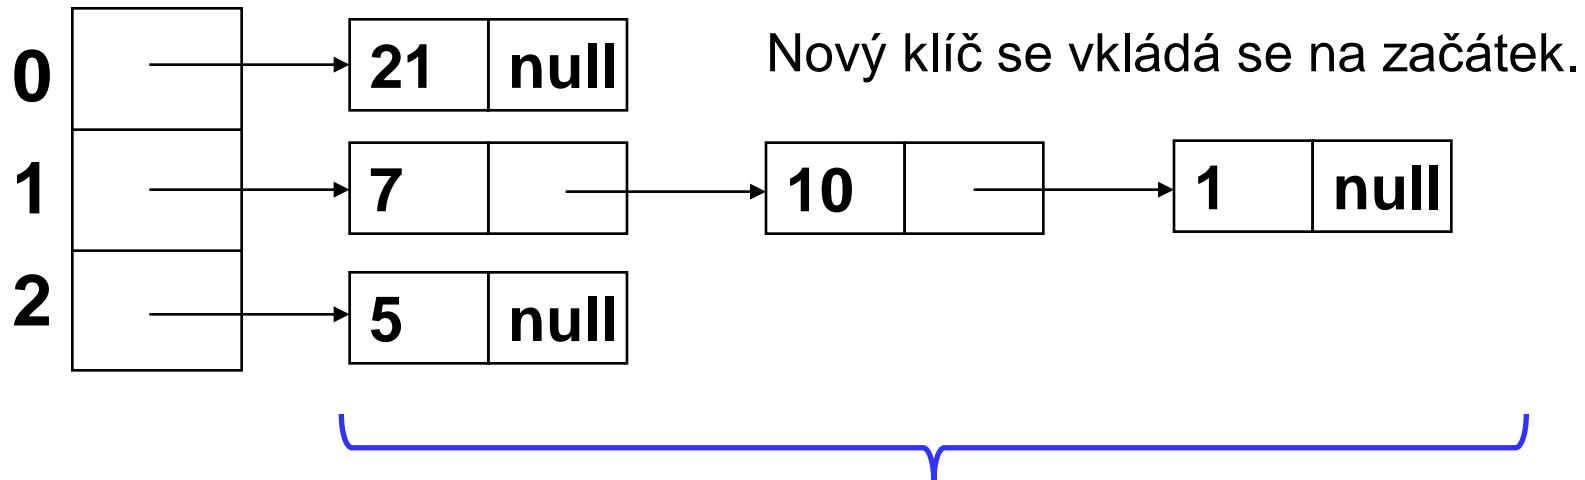 0 21 null Nový klíč se vkládá se na začátek.
1 7 10 1 null
2 5 null